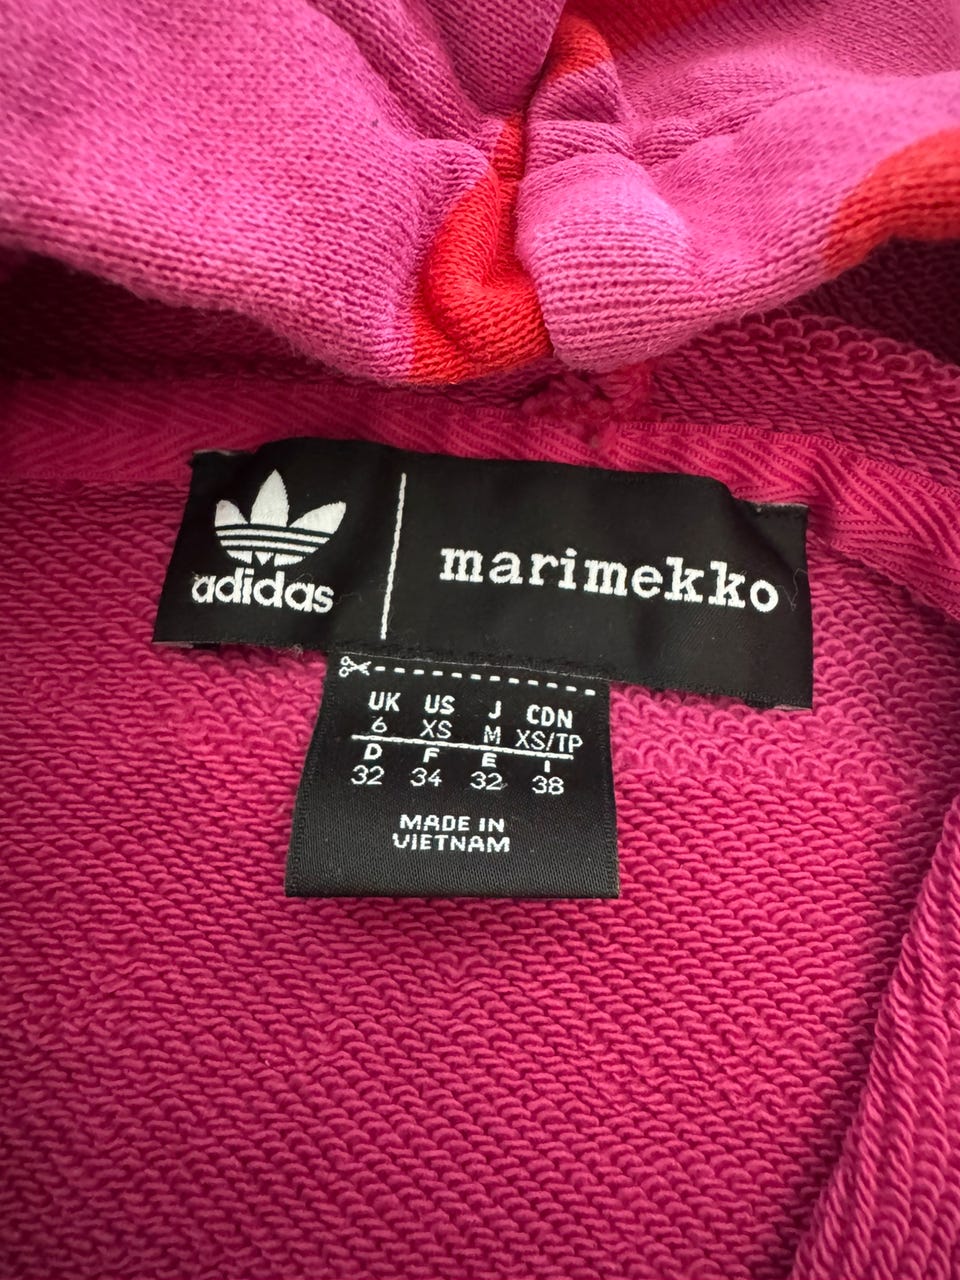 adidas marimekko
UK US J CDN
6 XS M XS/TP
D F E I
32 34 32 38
MADE IN
VIETNAM